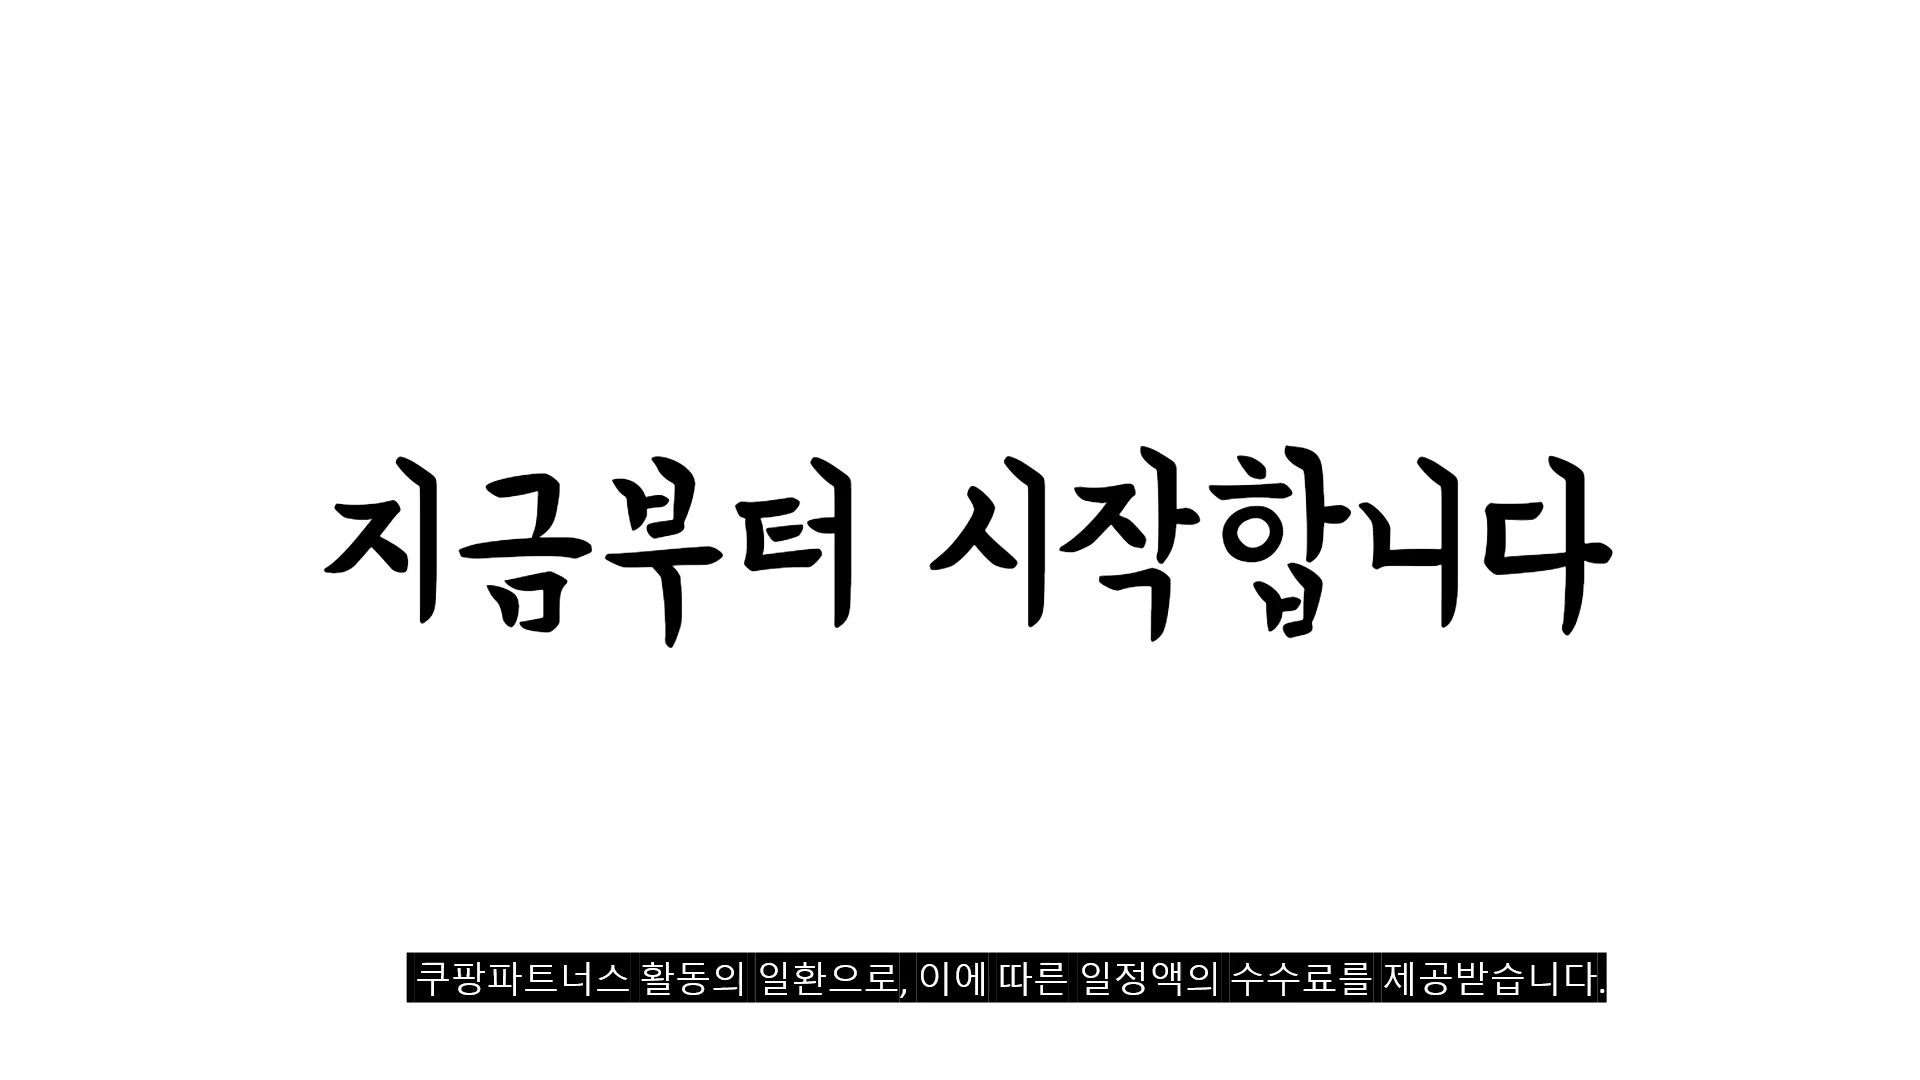 지금부터 시작합니다
쿠팡파트너스 활동의 일환으로, 이에 따른 일정액의 수수료를 제공받습니다.